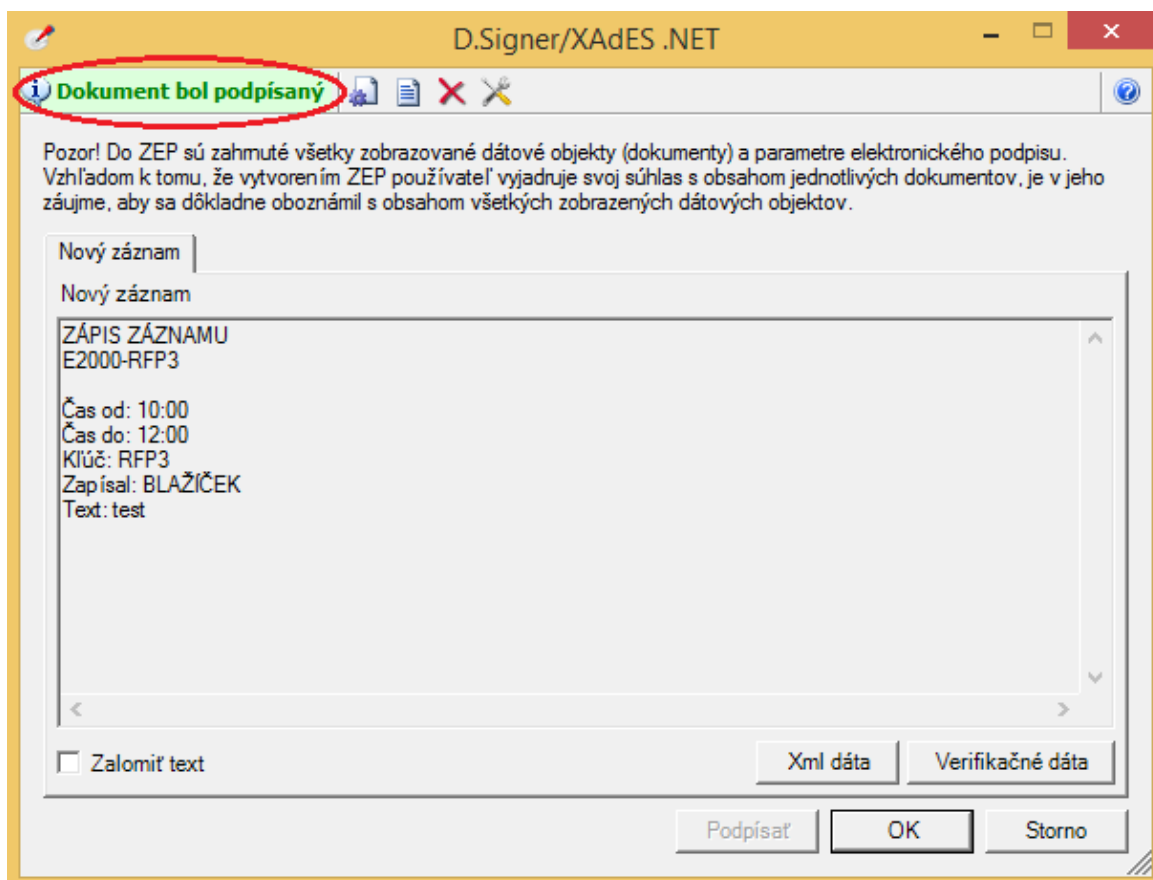 D.Signer/XAdES .NET
Dokument bol podpísaný
Pozor! Do ZEP sú zahrnuté všetky zobrazované dátové objekty (dokumenty) a parametre elektronického podpisu.
Vzhľadom k tomu, že vytvorením ZEP používateľ vyjadruje svoj súhlas s obsahom jednotlivých dokumentov, je v jeho
záujme, aby sa dôkladne oboznámil s obsahom všetkých zobrazených dátových objektov.
Nový záznam
Nový záznam
ZÁPIS ZÁZNAMU
E2000-RFP3
Čas od: 10:00
Čas do: 12:00
Kľúč: RFP3
Zapísal: BLAŽÍČEK
Text: test
Zalomiť text
Xml dáta
Verifikačné dáta
Podpísať
OK
Storno